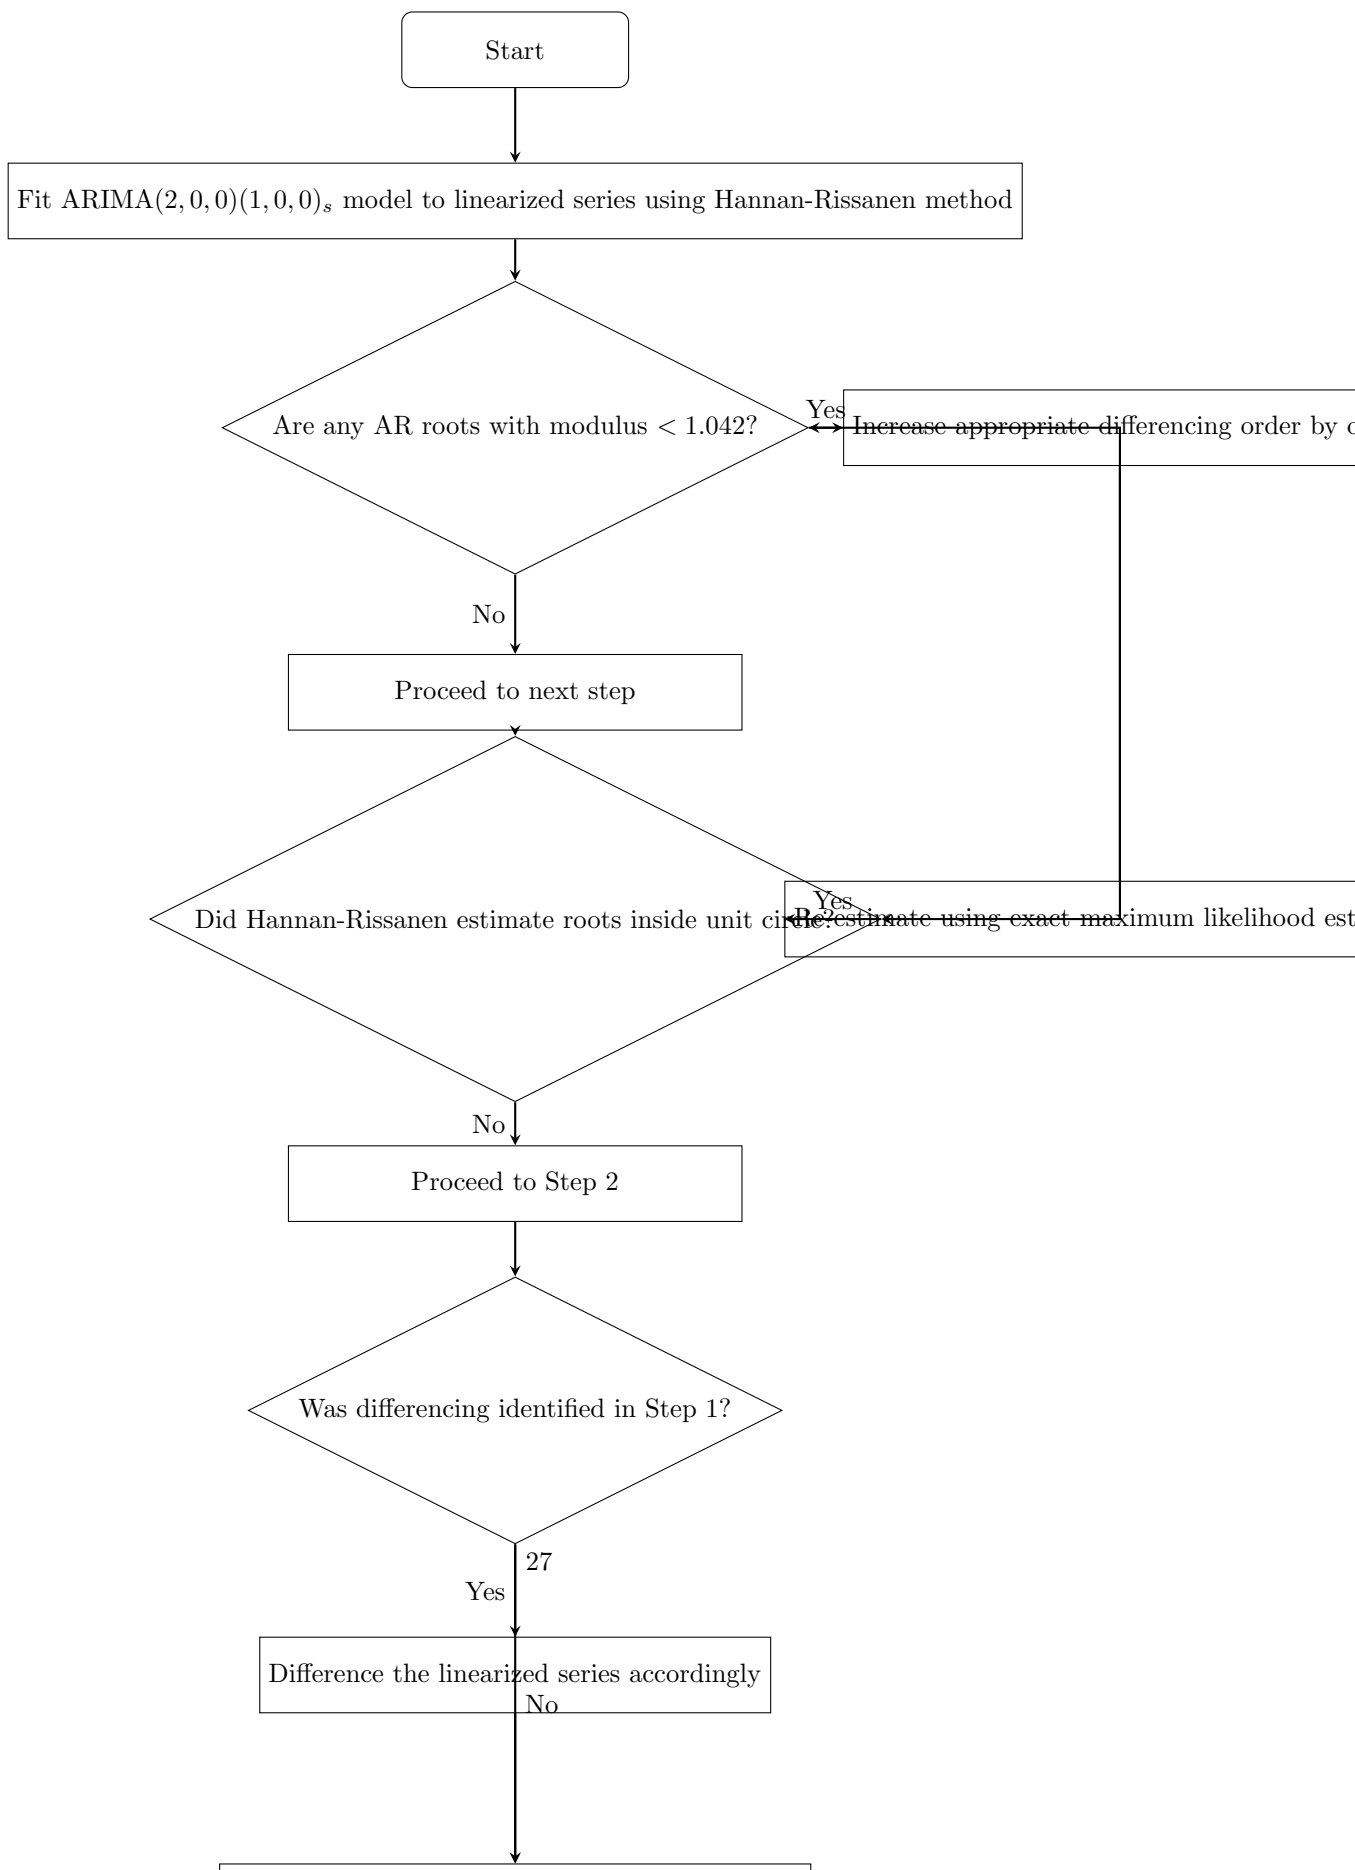 Start
Fit ARIMA(2, 0, 0)(1, 0, 0)ₛ model to linearized series using Hannan-Rissanen method
Are any AR roots with modulus < 1.042?
Yes
Increase appropriate differencing order by
No
Proceed to next step
Did Hannan-Rissanen estimate roots inside unit circle?
Yes
Re-estimate using exact maximum likelihood est
No
Proceed to Step 2
Was differencing identified in Step 1?
27
Yes
Difference the linearized series accordingly
No